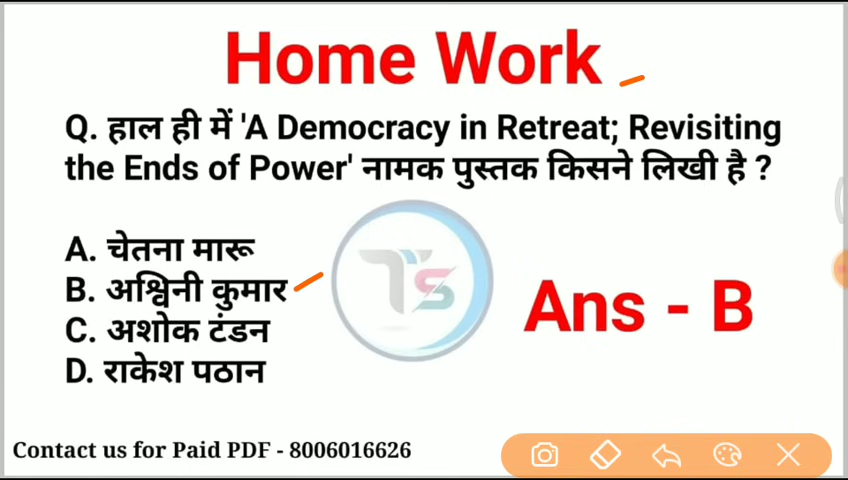 Home Work
Q. हाल ही में 'A Democracy in Retreat; Revisiting
the Ends of Power' नामक पुस्तक किसने लिखी है ?
A. चेतना मारू
B. अश्विनी कुमार
C. अशोक टंडन
D. राकेश पठान
TS
Ans - B
Contact us for Paid PDF - 8006016626